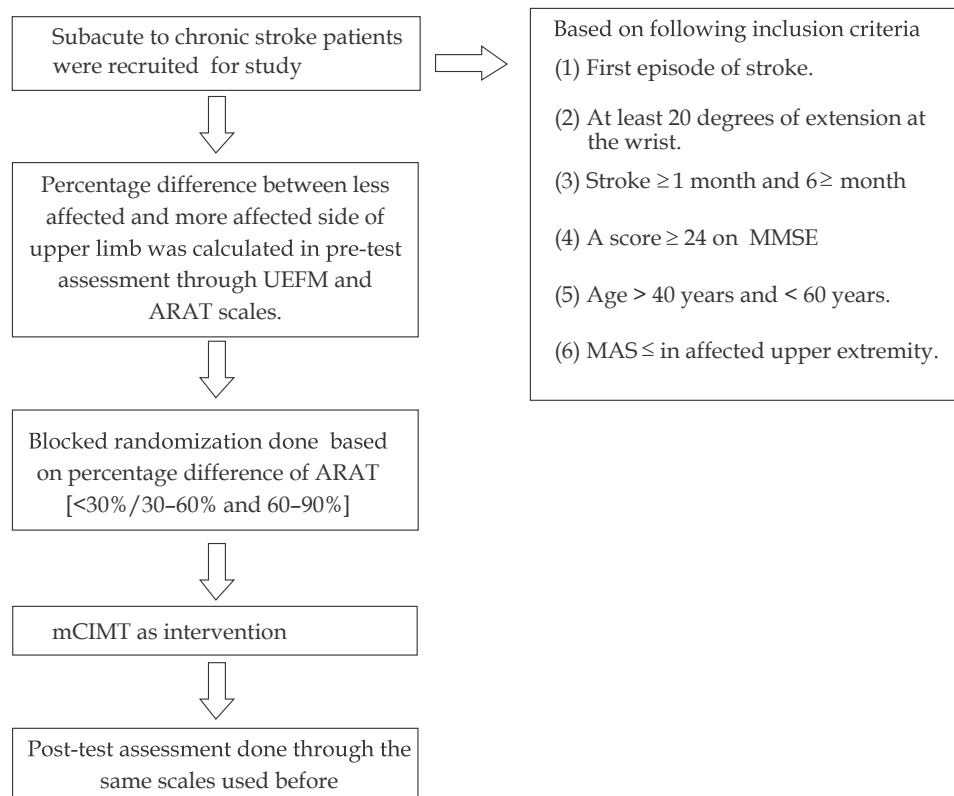 Subacute to chronic stroke patients
were recruited for study
Based on following inclusion criteria
(1) First episode of stroke.
(2) At least 20 degrees of extension at
the wrist.
(3) Stroke ≥ 1 month and 6 ≥ month
(4) A score ≥ 24 on MMSE
(5) Age > 40 years and < 60 years.
(6) MAS ≤ in affected upper extremity.
Percentage difference between less
affected and more affected side of
upper limb was calculated in pre-test
assessment through UEFM and
ARAT scales.
Blocked randomization done based
on percentage difference of ARAT
[<30%/30–60% and 60–90%]
mCIMT as intervention
Post-test assessment done through the
same scales used before